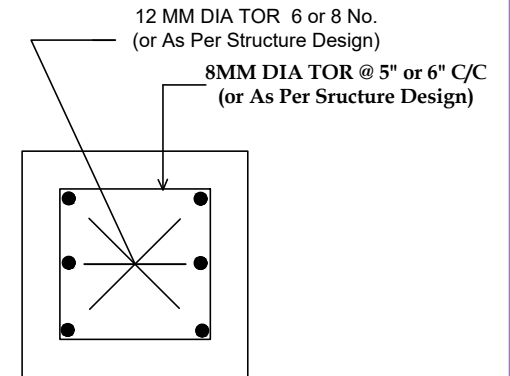 12 MM DIA TOR 6 or 8 No.
(or As Per Structure Design)
8MM DIA TOR @ 5" or 6" C/C
(or As Per Sructure Design)